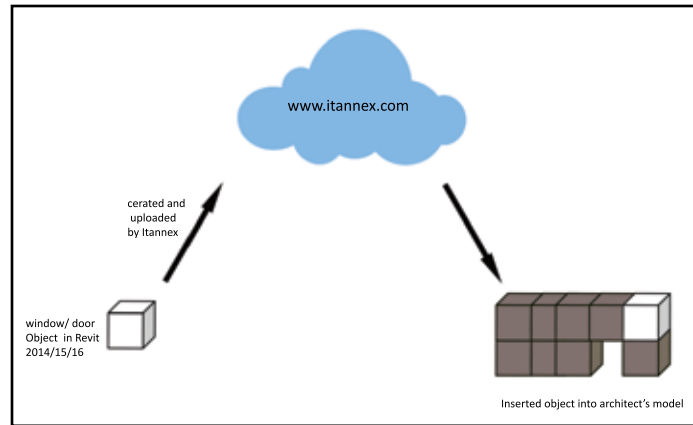 www.itannex.com
cerated and
uploaded
by Itannex
window/ door
Object in Revit
2014/15/16
Inserted object into architect's model